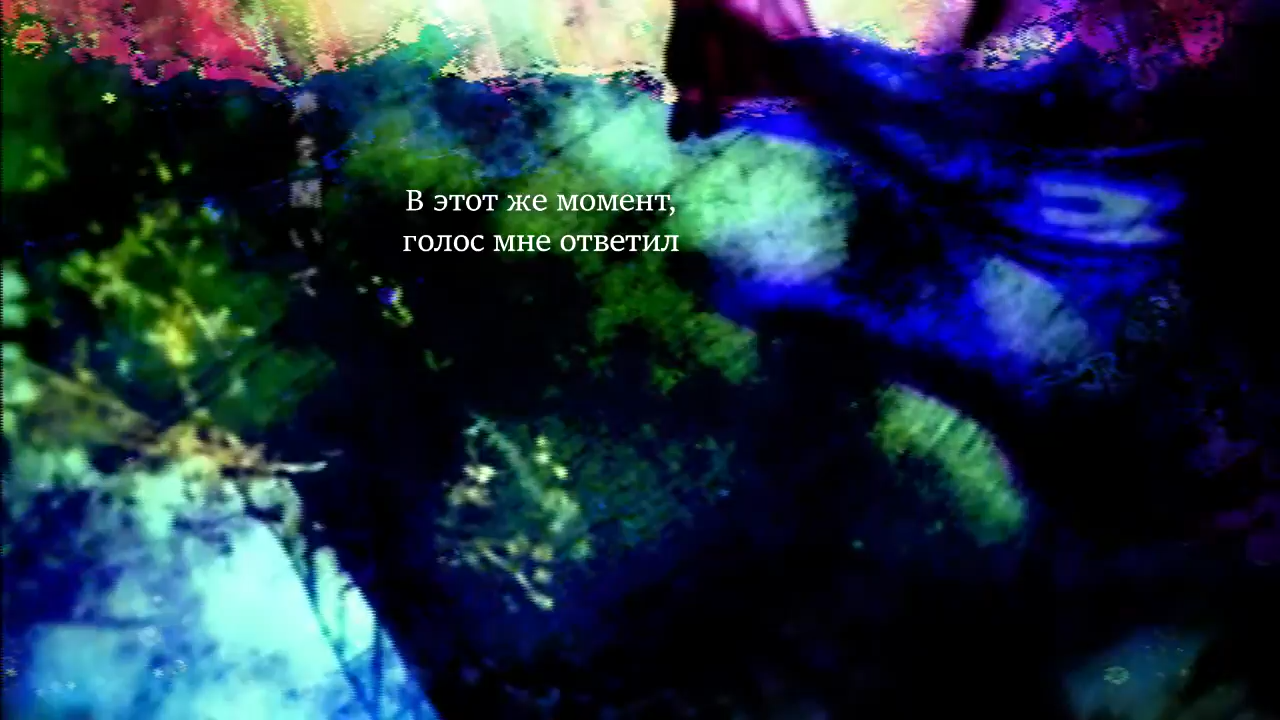 В этот же момент,
голос мне ответил